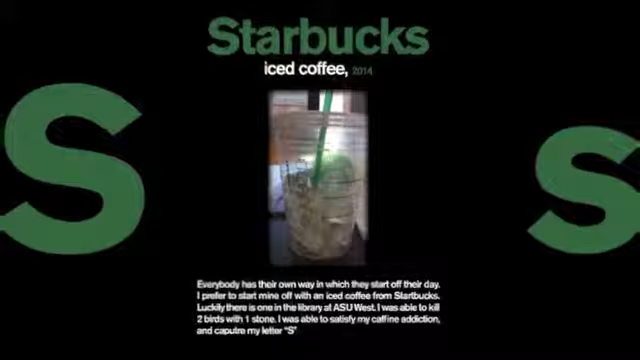 Starbucks
iced coffee, 2014
S
S
Everybody has their own way in which they start off their day.
I prefer to start mine off with an iced coffee from Startbucks.
Luckily there is one in the library at ASU West. I was able to kill
2 birds with 1 stone. I was able to satisfy my caffine addiction,
and caputre my letter "S"